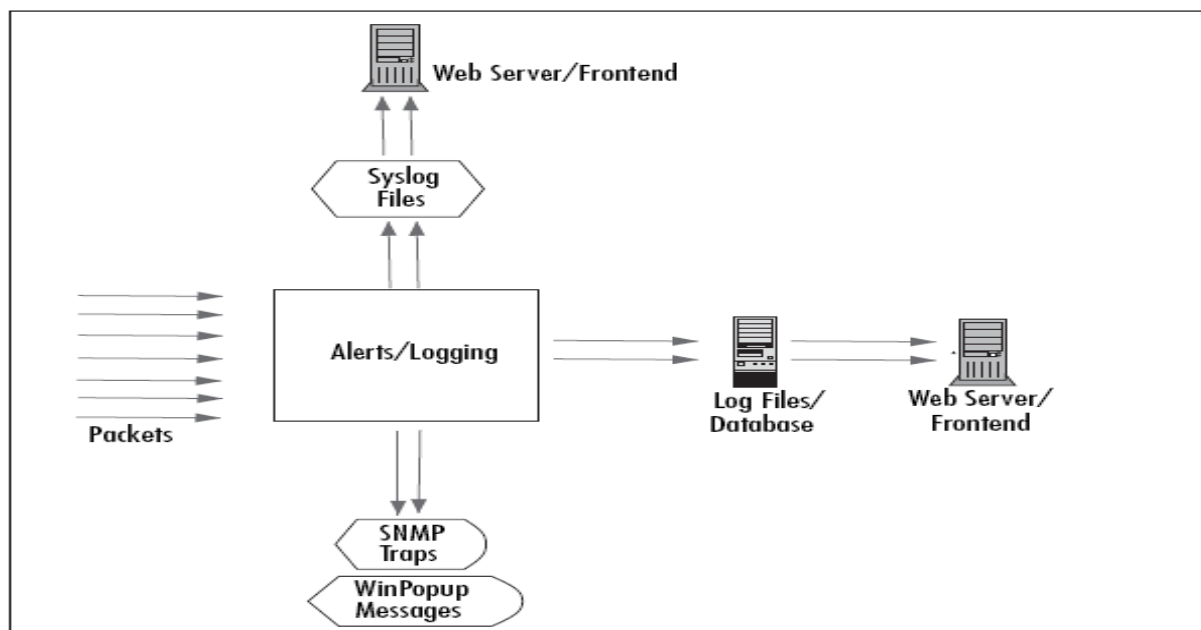 Web Server/Frontend
Syslog
Files
Alerts/Logging
Packets
Log Files/
Database
Web Server/
Frontend
SNMP
Traps
WinPopup
Messages